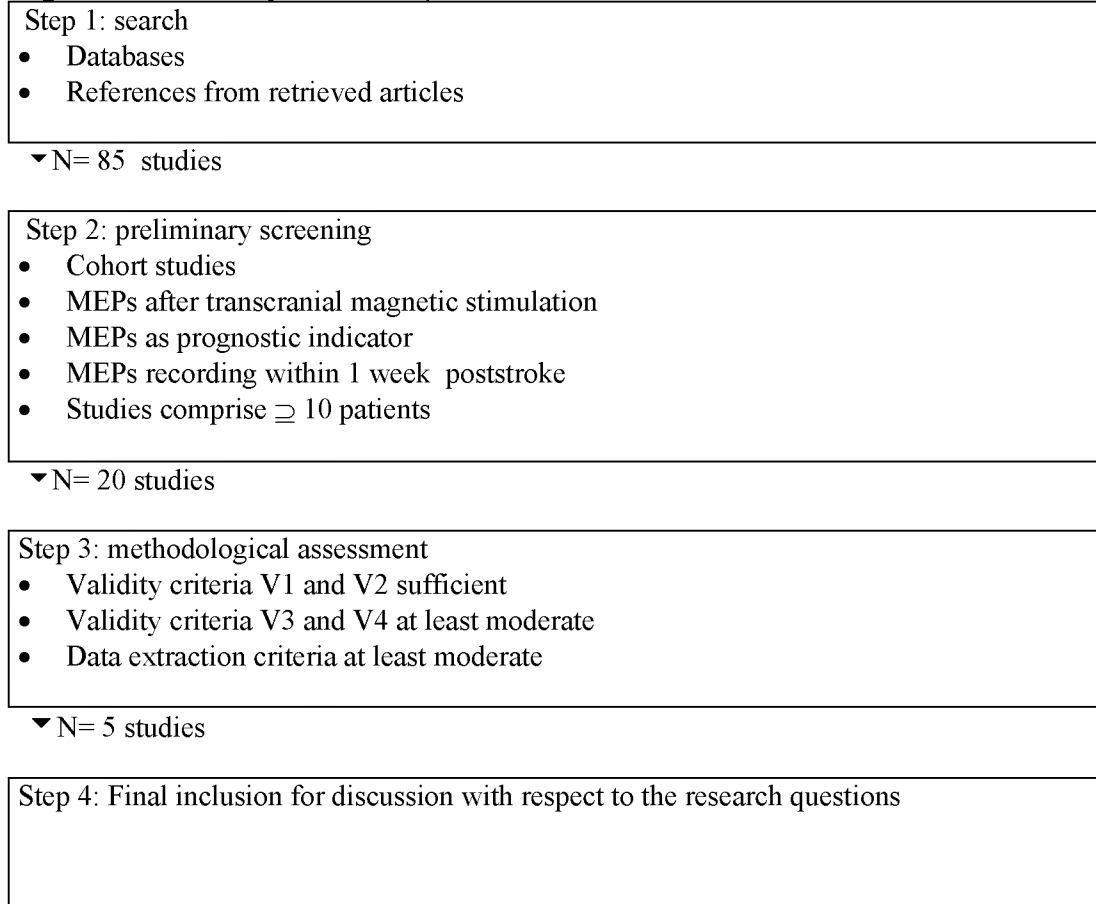 Step 1: search
• Databases
• References from retrieved articles
▼N= 85 studies
Step 2: preliminary screening
• Cohort studies
• MEPs after transcranial magnetic stimulation
• MEPs as prognostic indicator
• MEPs recording within 1 week poststroke
• Studies comprise ⊇ 10 patients
▼N= 20 studies
Step 3: methodological assessment
• Validity criteria V1 and V2 sufficient
• Validity criteria V3 and V4 at least moderate
• Data extraction criteria at least moderate
▼N= 5 studies
Step 4: Final inclusion for discussion with respect to the research questions